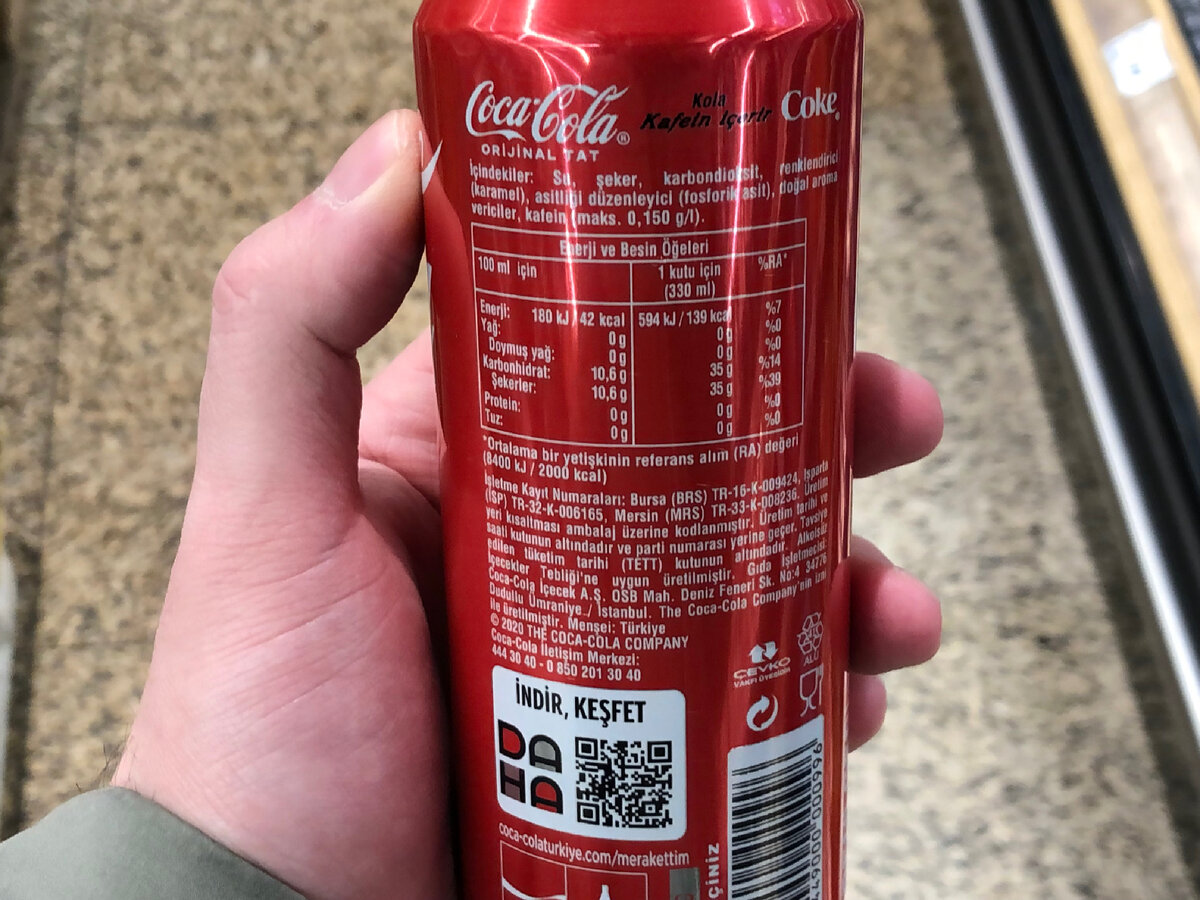 Coca-Cola®
ORİJİNAL TAT
Kola
Kafein içerir
Coke
İçindekiler: Su, şeker, karbondioksit, renklendirici
(karamel), asitliği düzenleyici (fosforik asit), doğal aroma
vericiler, kafein (maks. 0,150 g/l).
Enerji ve Besin Öğeleri
100 ml için 1 kutu için %RA*
(330 ml)
Enerji: 180 kJ / 42 kcal 594 kJ / 139 kcal %7
Yağ: 0 g 0 g %0
Doymuş yağ: 0 g 0 g %0
Karbonhidrat: 10,6 g 35 g %14
Şekerler: 10,6 g 35 g %39
Protein: 0 g 0 g %0
Tuz: 0 g 0 g %0
*Ortalama bir yetişkinin referans alım (RA) değeri
(8400 kJ / 2000 kcal)
İşletme Kayıt Numaraları: Bursa (BRS) TR-16-K-009424, Isparta
(ISP) TR-32-K-006165, Mersin (MRS) TR-33-K-008236. Üretim
yeri kısaltması ambalaj üzerine kodlanmıştır. Üretim tarihi ve
saati kutunun altındadır ve parti numarası yerine geçer. Tavsiye
edilen tüketim tarihi (TETT) kutunun altındadır. Alkolsüz
İçecekler Tebliği'ne uygun üretilmiştir. Gıda İşletmecisi:
Coca-Cola İçecek A.Ş. OSB Mah. Deniz Feneri Sk. No:4 34776
Dudullu Ümraniye / İstanbul. The Coca-Cola Company'nin izni
ile üretilmiştir. Menşei: Türkiye
© 2020 THE COCA-COLA COMPANY
Coca-Cola İletişim Merkezi:
444 30 40 - 0 850 201 30 40
ÇEVKO
VAKFI ÜYESİDİR
ALU
İNDİR, KEŞFET
DAHA
coca-colaturkiye.com/merakettim